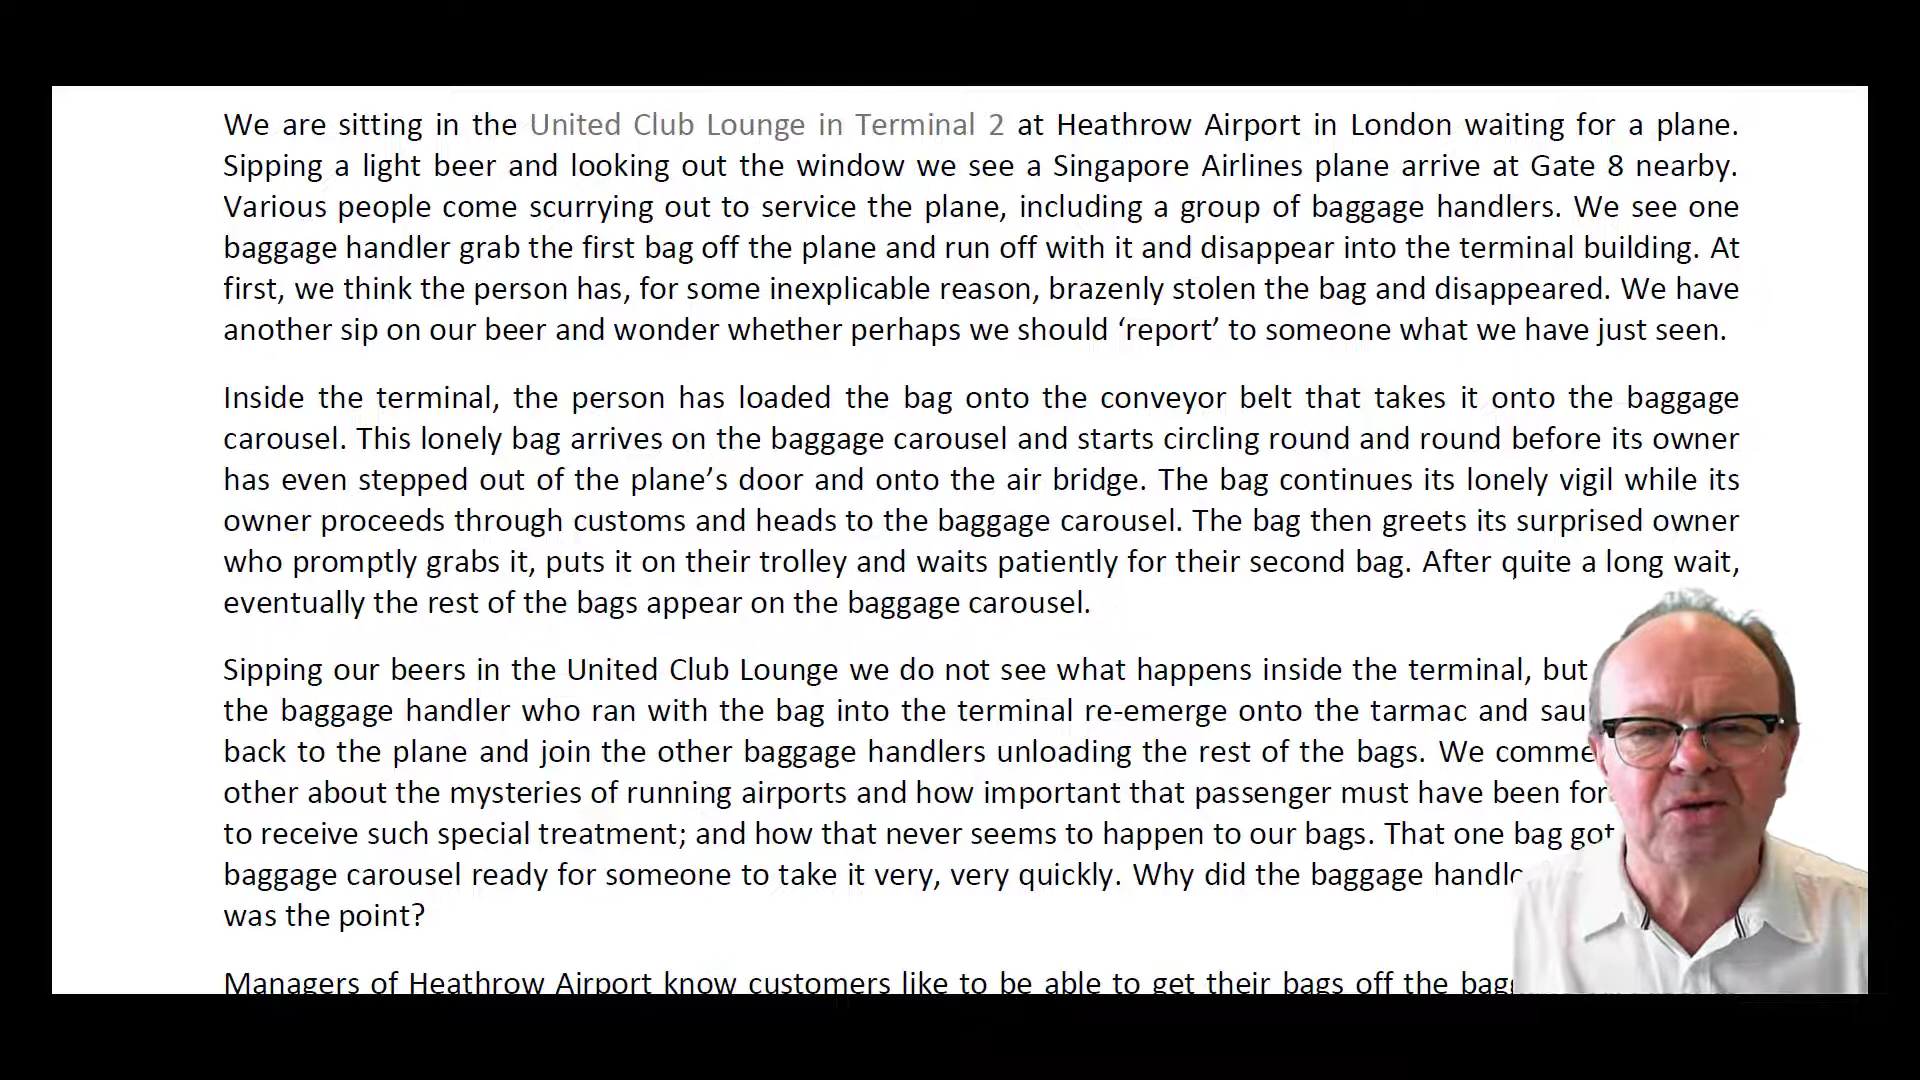 We are sitting in the United Club Lounge in Terminal 2 at Heathrow Airport in London waiting for a plane.
Sipping a light beer and looking out the window we see a Singapore Airlines plane arrive at Gate 8 nearby.
Various people come scurrying out to service the plane, including a group of baggage handlers. We see one
baggage handler grab the first bag off the plane and run off with it and disappear into the terminal building. At
first, we think the person has, for some inexplicable reason, brazenly stolen the bag and disappeared. We have
another sip on our beer and wonder whether perhaps we should ‘report’ to someone what we have just seen.
Inside the terminal, the person has loaded the bag onto the conveyor belt that takes it onto the baggage
carousel. This lonely bag arrives on the baggage carousel and starts circling round and round before its owner
has even stepped out of the plane’s door and onto the air bridge. The bag continues its lonely vigil while its
owner proceeds through customs and heads to the baggage carousel. The bag then greets its surprised owner
who promptly grabs it, puts it on their trolley and waits patiently for their second bag. After quite a long wait,
eventually the rest of the bags appear on the baggage carousel.
Sipping our beers in the United Club Lounge we do not see what happens inside the terminal, but
the baggage handler who ran with the bag into the terminal re-emerge onto the tarmac and
back to the plane and join the other baggage handlers unloading the rest of the bags. We
other about the mysteries of running airports and how important that passenger must have been for
to receive such special treatment; and how that never seems to happen to our bags. That one bag got
baggage carousel ready for someone to take it very, very quickly. Why did the baggage
was the point?
Managers of Heathrow Airport know customers like to be able to get their bags off the